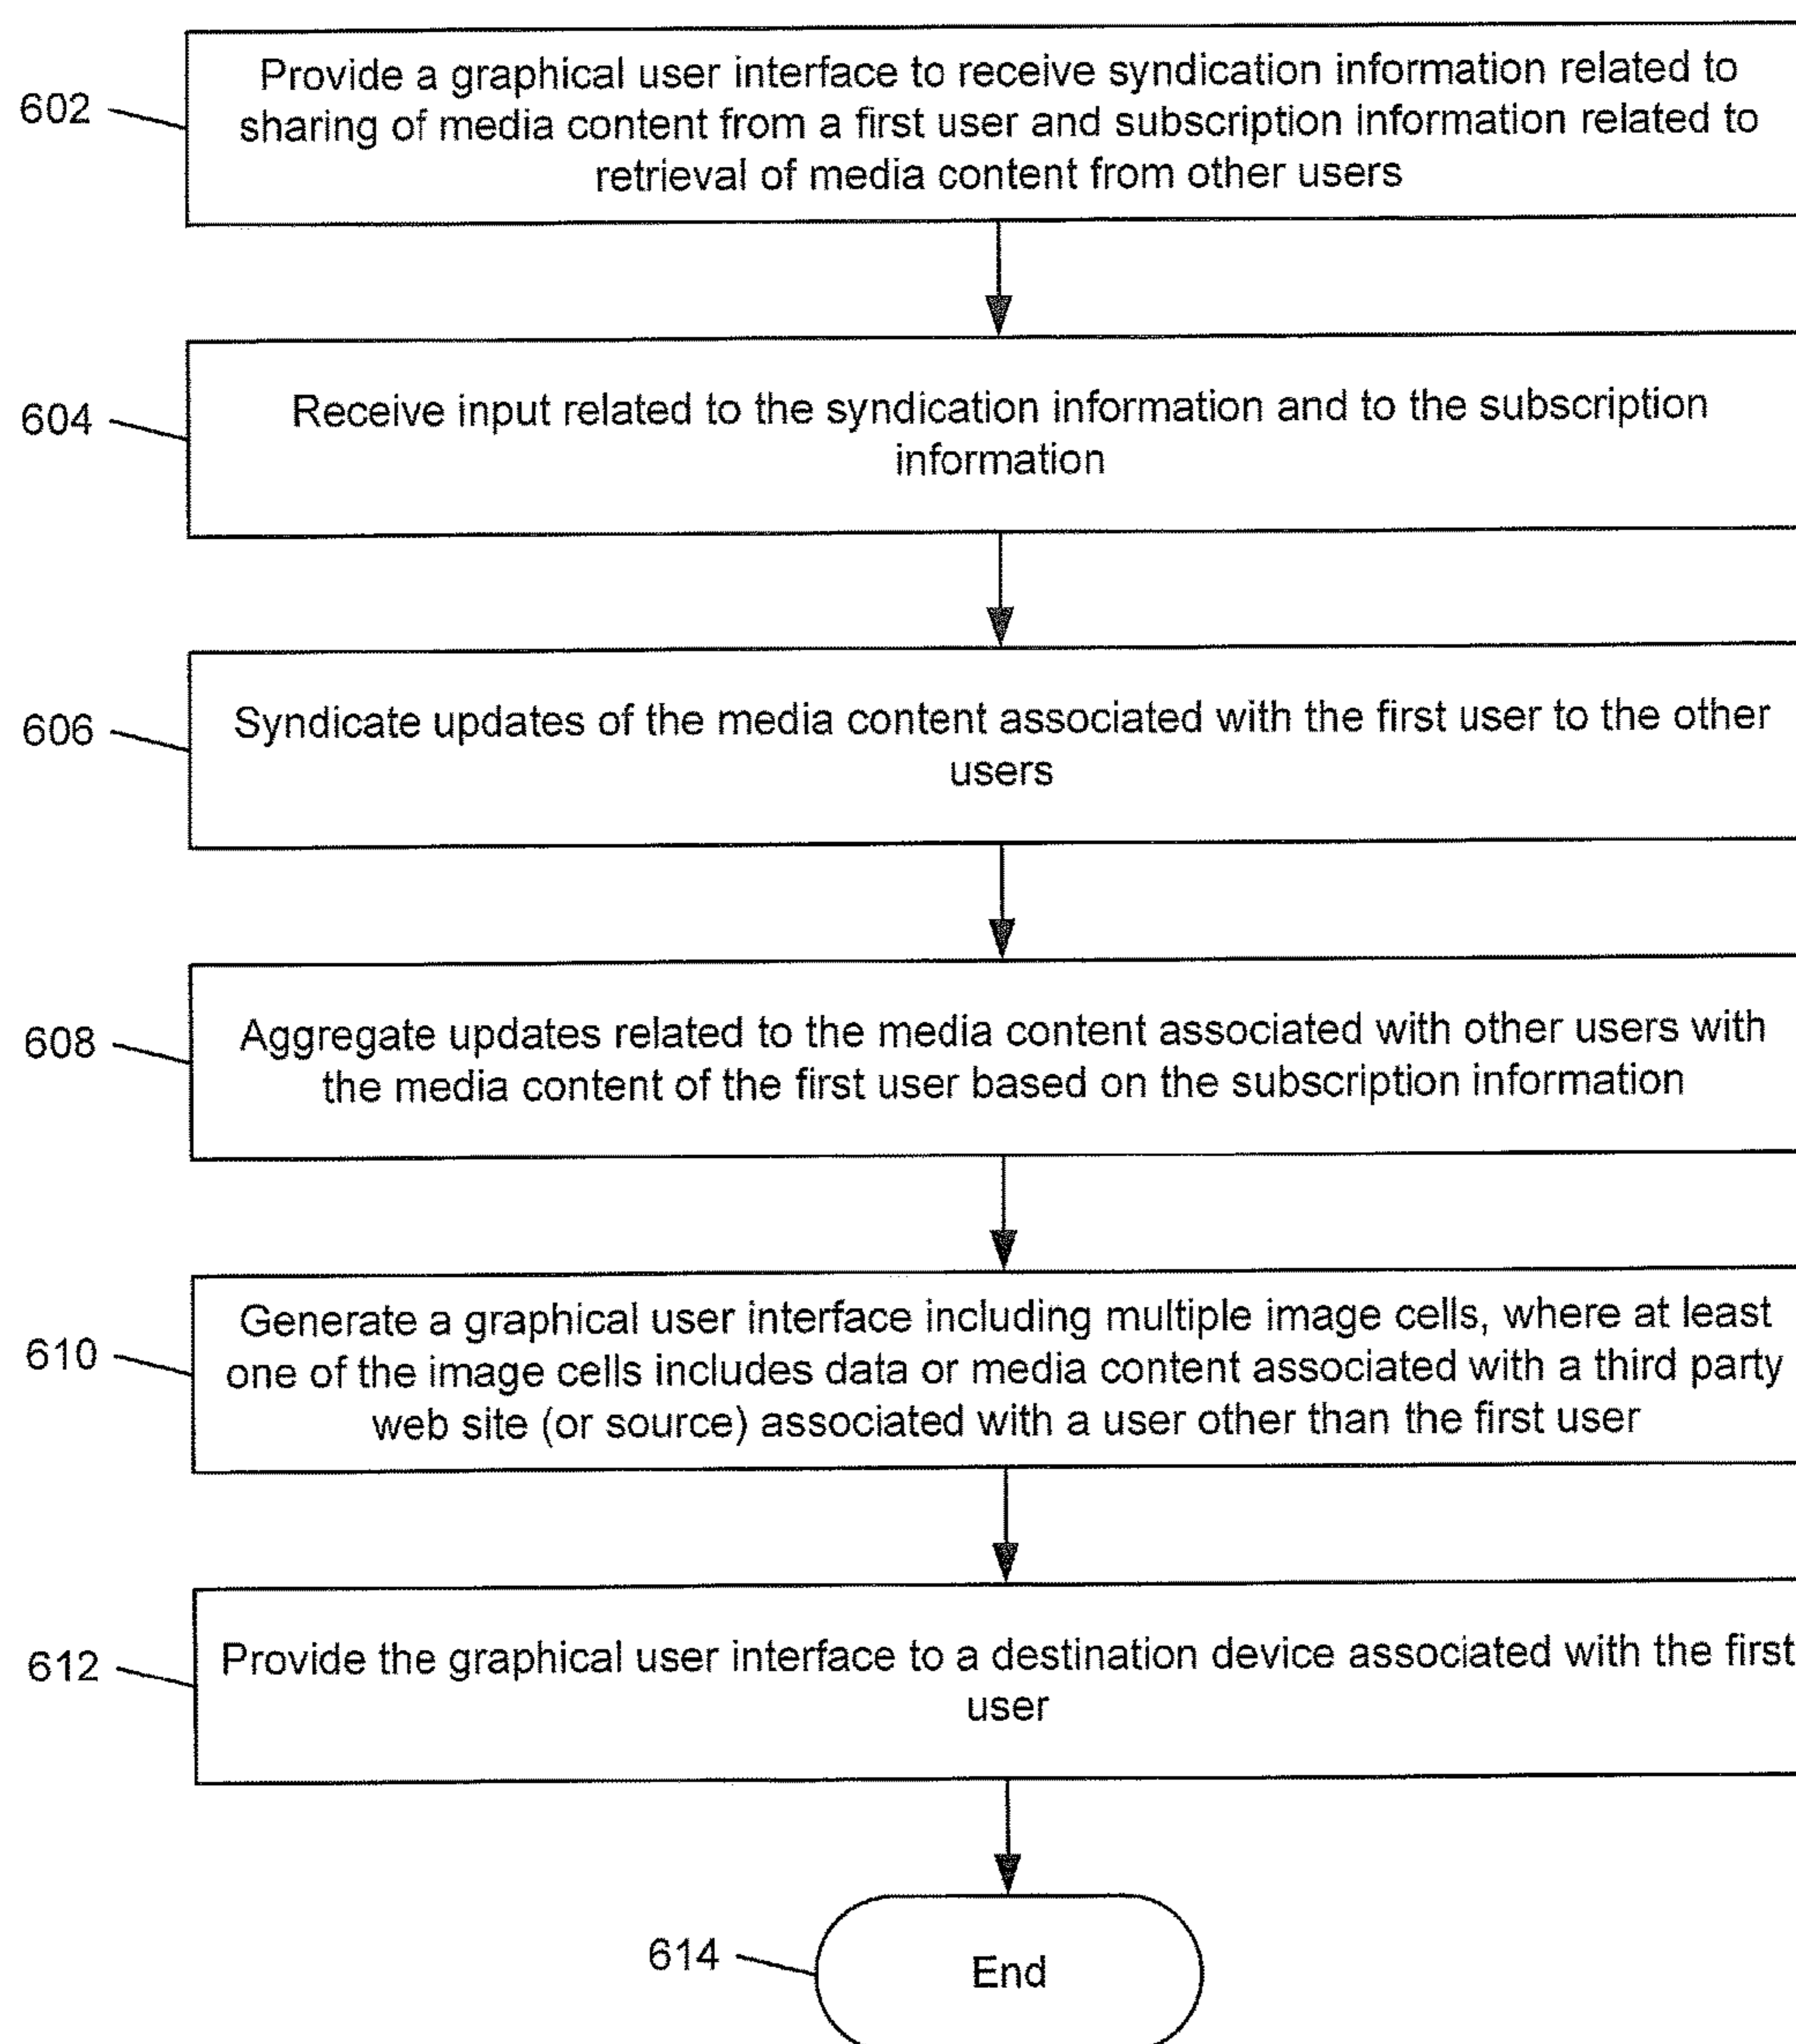 602
Provide a graphical user interface to receive syndication information related to
sharing of media content from a first user and subscription information related to
retrieval of media content from other users
604
Receive input related to the syndication information and to the subscription
information
606
Syndicate updates of the media content associated with the first user to the other
users
608
Aggregate updates related to the media content associated with other users with
the media content of the first user based on the subscription information
610
Generate a graphical user interface including multiple image cells, where at least
one of the image cells includes data or media content associated with a third party
web site (or source) associated with a user other than the first user
612
Provide the graphical user interface to a destination device associated with the first
user
614
End